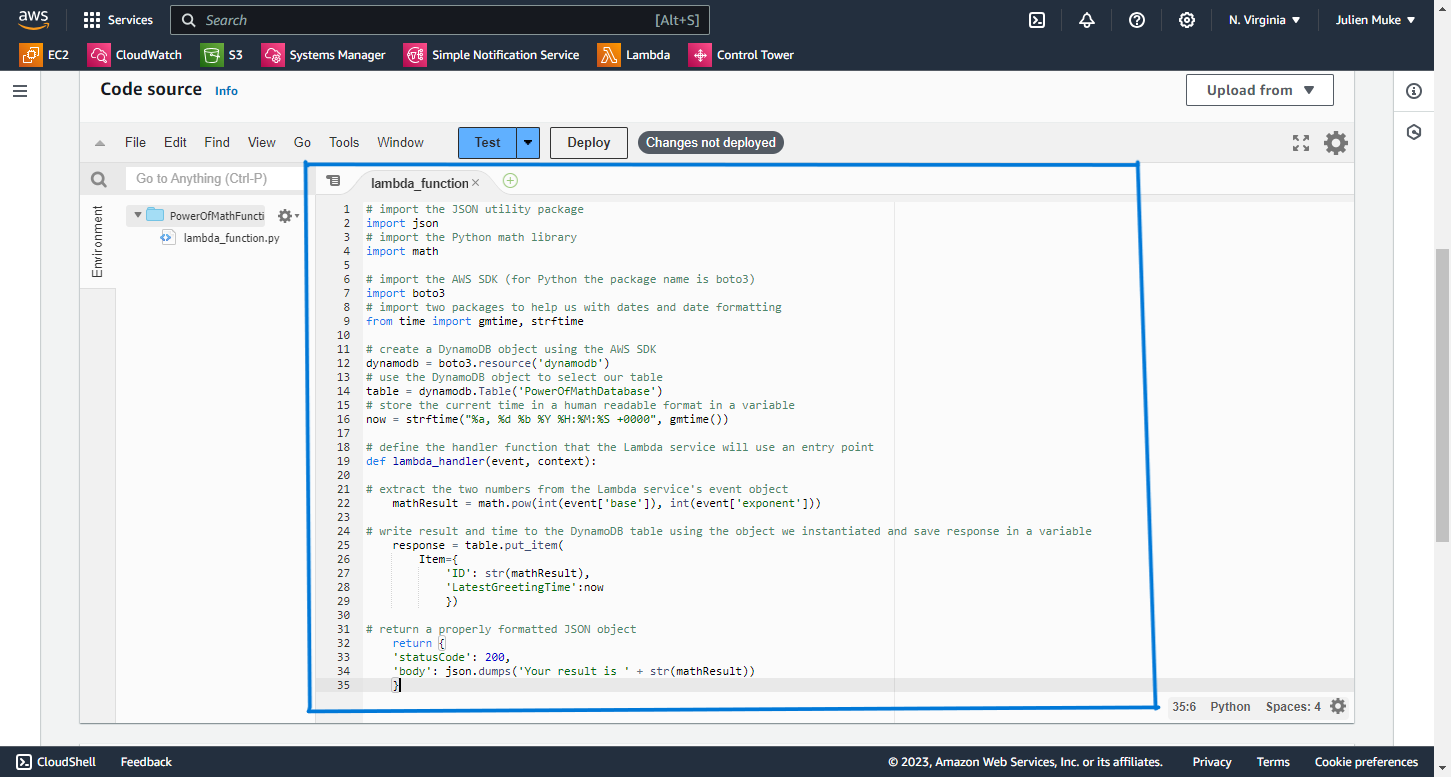 aws
Services
Search
[Alt+S]
N. Virginia
Julien Muke
EC2
CloudWatch
S3
Systems Manager
Simple Notification Service
Lambda
Control Tower
Code source Info
Upload from
File Edit Find View Go Tools Window
Test
Deploy
Changes not deployed
Go to Anything (Ctrl-P)
Environment
PowerOfMathFuncti
lambda_function.py
lambda_function
1 # import the JSON utility package
2 import json
3 # import the Python math library
4 import math
5
6 # import the AWS SDK (for Python the package name is boto3)
7 import boto3
8 # import two packages to help us with dates and date formatting
9 from time import gmtime, strftime
10
11 # create a DynamoDB object using the AWS SDK
12 dynamodb = boto3.resource('dynamodb')
13 # use the DynamoDB object to select our table
14 table = dynamodb.Table('PowerOfMathDatabase')
15 # store the current time in a human readable format in a variable
16 now = strftime("%a, %d %b %Y %H:%M:%S +0000", gmtime())
17
18 # define the handler function that the Lambda service will use an entry point
19 def lambda_handler(event, context):
20
21 # extract the two numbers from the Lambda service's event object
22     mathResult = math.pow(int(event['base']), int(event['exponent']))
23
24 # write result and time to the DynamoDB table using the object we instantiated and save response in a variable
25     response = table.put_item(
26         Item={
27             'ID': str(mathResult),
28             'LatestGreetingTime':now
29             })
30
31 # return a properly formatted JSON object
32     return {
33     'statusCode': 200,
34     'body': json.dumps('Your result is ' + str(mathResult))
35     }
35:6 Python Spaces: 4
CloudShell
Feedback
© 2023, Amazon Web Services, Inc. or its affiliates.
Privacy
Terms
Cookie preferences